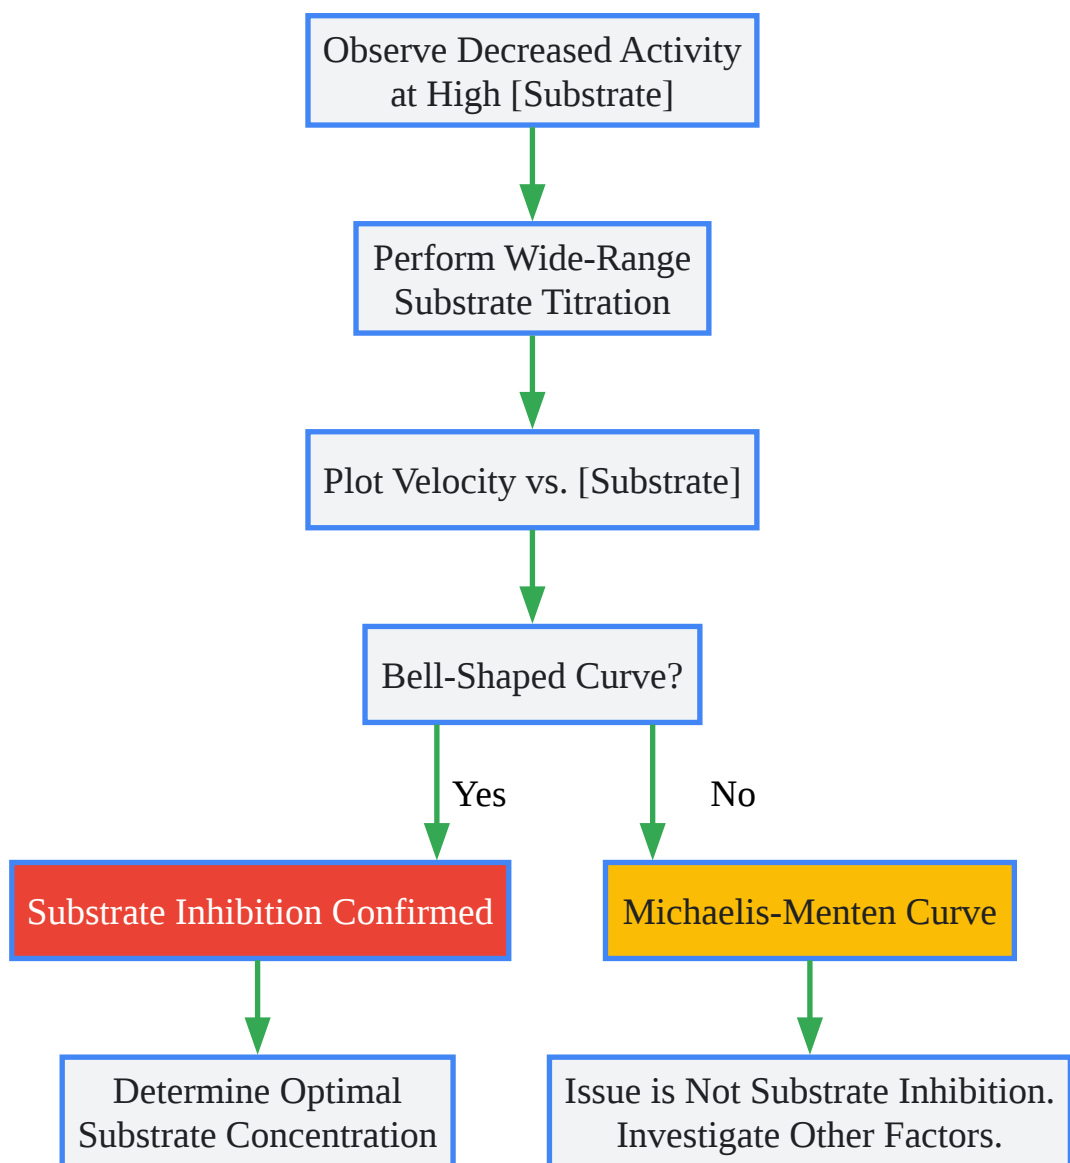 Observe Decreased Activity
at High [Substrate]
Perform Wide-Range
Substrate Titration
Plot Velocity vs. [Substrate]
Bell-Shaped Curve?
Yes
No
Substrate Inhibition Confirmed
Michaelis-Menten Curve
Determine Optimal
Substrate Concentration
Issue is Not Substrate Inhibition.
Investigate Other Factors.